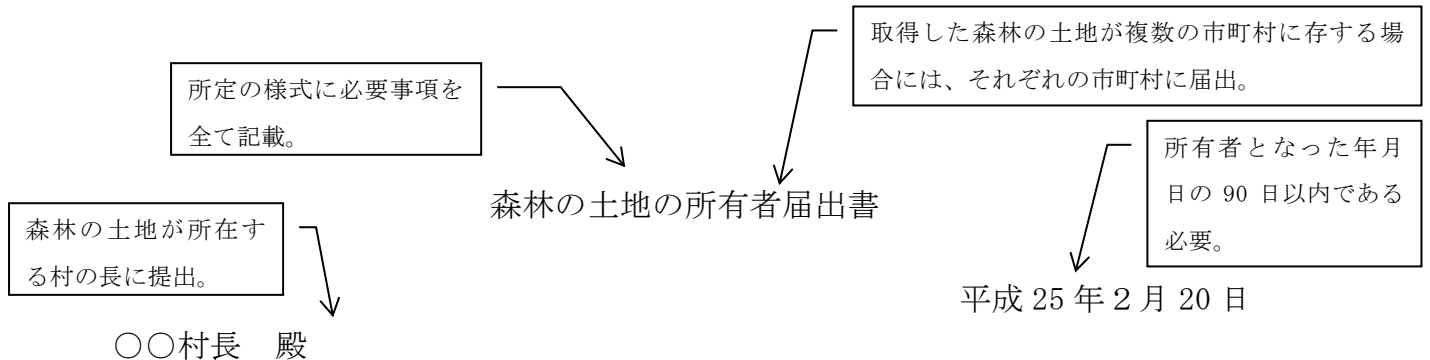 取得した森林の土地が複数の市町村に存する場
合には、それぞれの市町村に届出。
所定の様式に必要事項を
全て記載。
所有者となった年月
日の 90 日以内である
必要。
森林の土地の所有者届出書
森林の土地が所在す
る村の長に提出。
平成 25 年２月 20 日
○○村長　殿